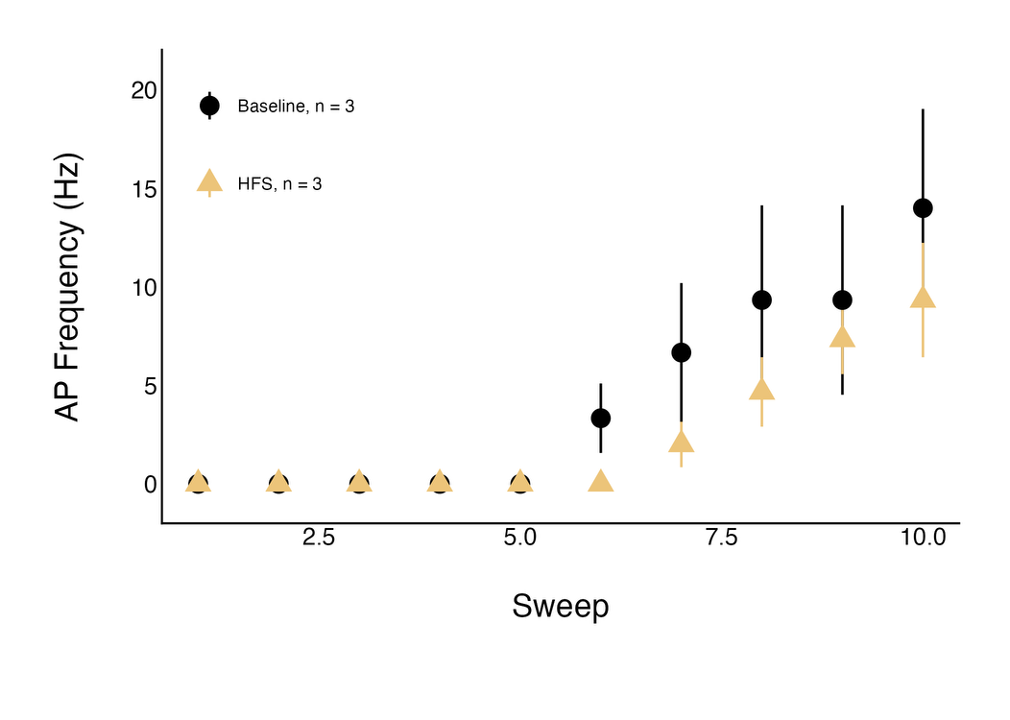 AP Frequency (Hz)
20
15
10
5
0
Baseline, n = 3
HFS, n = 3
2.5 5.0 7.5 10.0
Sweep